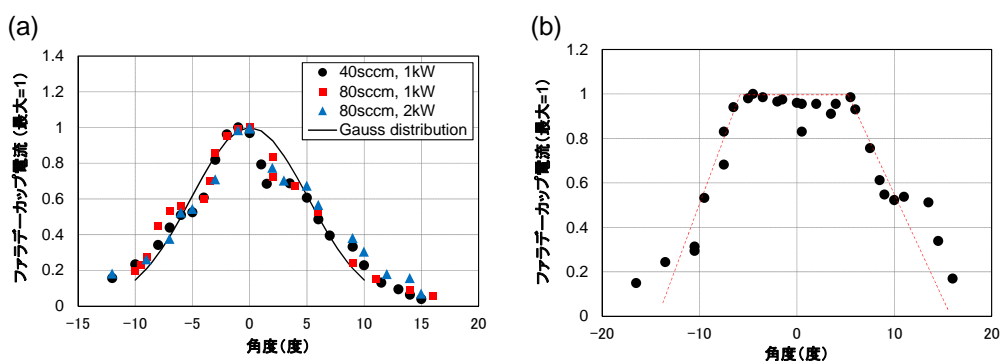 (a)
ファラデーカップ電流（最大=1）
1.4
1.2
1.0
0.8
0.6
0.4
0.2
0
−15
−10
−5
0
5
10
15
20
角度（度）
40sccm, 1kW
80sccm, 1kW
80sccm, 2kW
Gauss distribution
(b)
ファラデーカップ電流（最大=1）
1.2
1
0.8
0.6
0.4
0.2
0
−20
−10
0
10
20
角度（度）